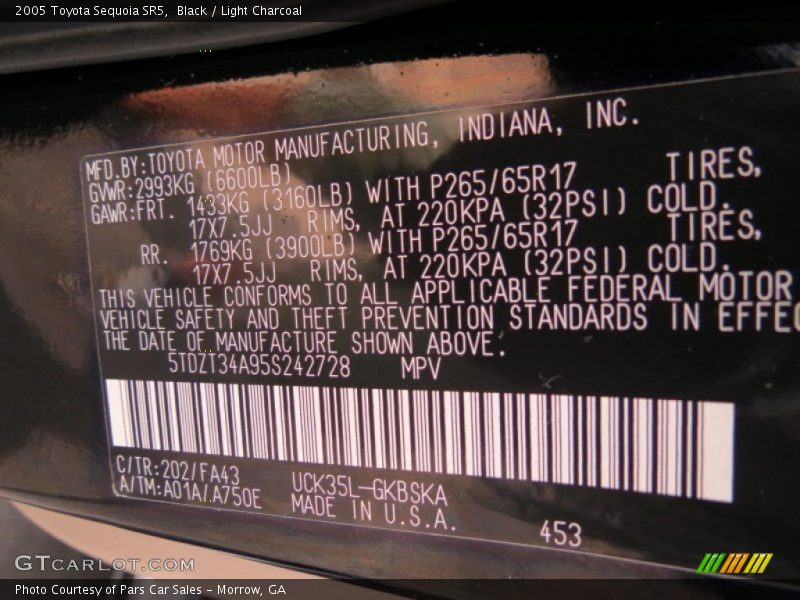 2005 Toyota Sequoia SR5, Black / Light Charcoal
MFD.BY:TOYOTA MOTOR MANUFACTURING, INDIANA, INC.
GVWR:2993KG (6600LB)
GAWR:FRT. 1433KG (3160LB) WITH P265/65R17 TIRES,
17X7.5JJ RIMS, AT 220KPA (32PSI) COLD.
RR. 1769KG (3900LB) WITH P265/65R17 TIRES,
17X7.5JJ RIMS, AT 220KPA (32PSI) COLD.
THIS VEHICLE CONFORMS TO ALL APPLICABLE FEDERAL MOTOR
VEHICLE SAFETY AND THEFT PREVENTION STANDARDS IN EFFEC
THE DATE OF MANUFACTURE SHOWN ABOVE.
5TDZT34A95S242728 MPV
C/TR:202/FA43
A/TM:A01A/A750E
UCK35L-GKBSKA
MADE IN U.S.A.
453
GTCARLOT.COM
Photo Courtesy of Pars Car Sales - Morrow, GA